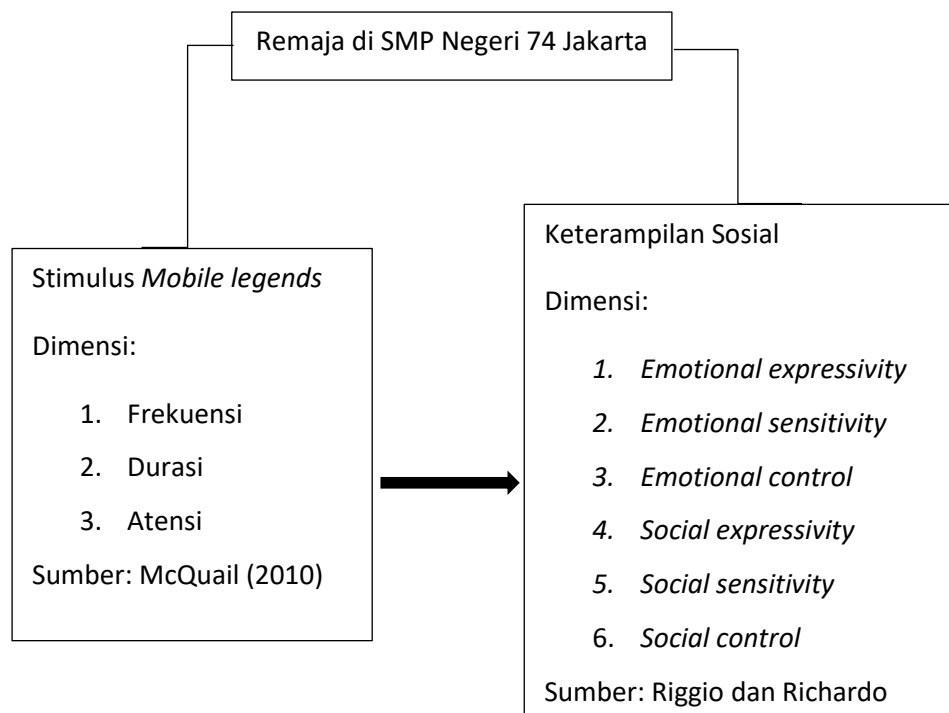 Remaja di SMP Negeri 74 Jakarta
Stimulus Mobile legends
Dimensi:
1. Frekuensi
2. Durasi
3. Atensi
Sumber: McQuail (2010)
Keterampilan Sosial
Dimensi:
1. Emotional expressivity
2. Emotional sensitivity
3. Emotional control
4. Social expressivity
5. Social sensitivity
6. Social control
Sumber: Riggio dan Richardo